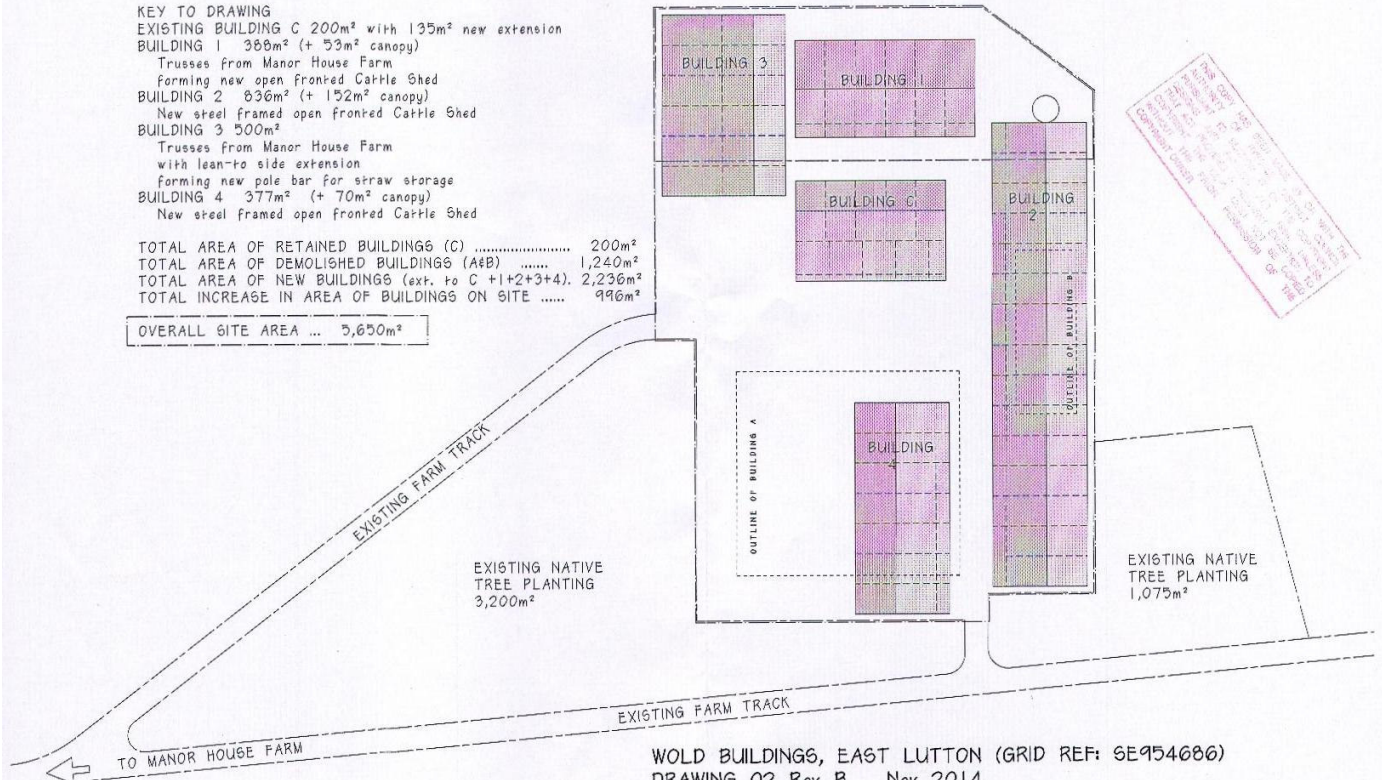 KEY TO DRAWING
EXISTING BUILDING C 200m² with 135m² new extension
BUILDING 1 388m² (+ 53m² canopy)
Trusses from Manor House Farm
forming new open fronted Cattle Shed
BUILDING 2 836m² (+ 152m² canopy)
New steel framed open fronted Cattle Shed
BUILDING 3 500m²
Trusses from Manor House Farm
with lean-to side extension
forming new pole bar for straw storage
BUILDING 4 377m² (+ 70m² canopy)
New steel framed open fronted Cattle Shed
TOTAL AREA OF RETAINED BUILDINGS (C) ...................... 200m²
TOTAL AREA OF DEMOLISHED BUILDINGS (A&B) ....... 1,240m²
TOTAL AREA OF NEW BUILDINGS (ext. to C +1+2+3+4). 2,236m²
TOTAL INCREASE IN AREA OF BUILDINGS ON SITE ...... 996m²
OVERALL SITE AREA ... 5,650m²
BUILDING 3
BUILDING 1
BUILDING C
BUILDING
2
OUTLINE OF BUILDING B
OUTLINE OF BUILDING A
BUILDING
4
EXISTING FARM TRACK
EXISTING NATIVE
TREE PLANTING
3,200m²
EXISTING NATIVE
TREE PLANTING
1,075m²
EXISTING FARM TRACK
TO MANOR HOUSE FARM
WOLD BUILDINGS, EAST LUTTON (GRID REF: SE954686)
DRAWING 02 Rev B Nov 2014